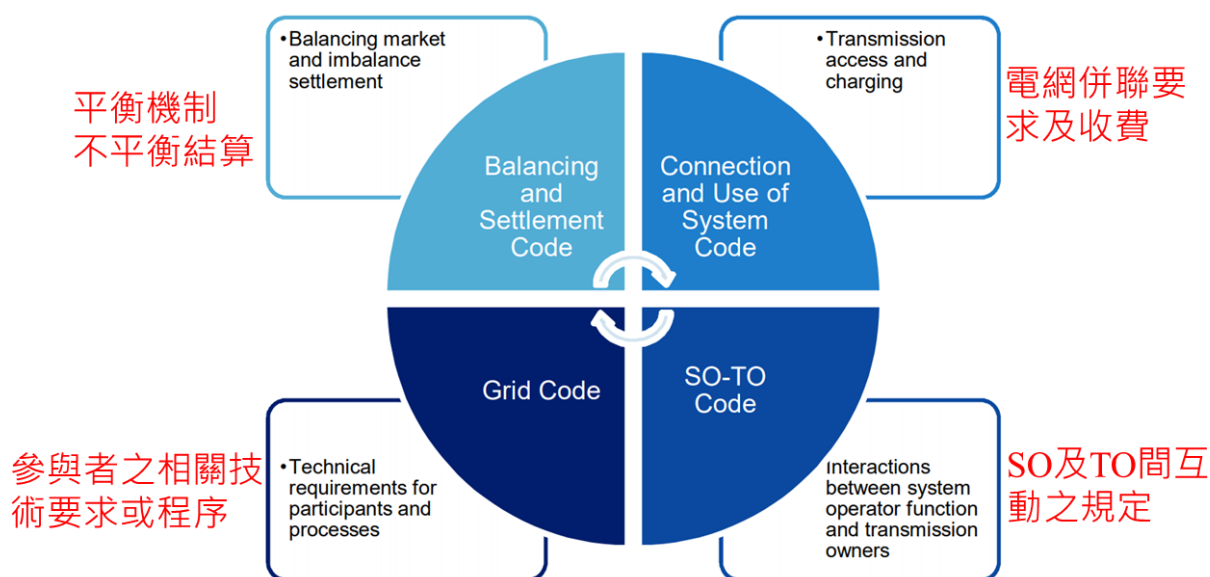 •Balancing market
and imbalance
settlement
平衡機制
不平衡結算
•Transmission
access and
charging
電網併聯要
求及收費
Balancing
and
Settlement
Code
Connection
and Use of
System
Code
Grid Code
SO-TO
Code
參與者之相關技
術要求或程序
•Technical
requirements for
participants and
processes
Interactions
between system
operator function
and transmission
owners
SO及TO間互
動之規定